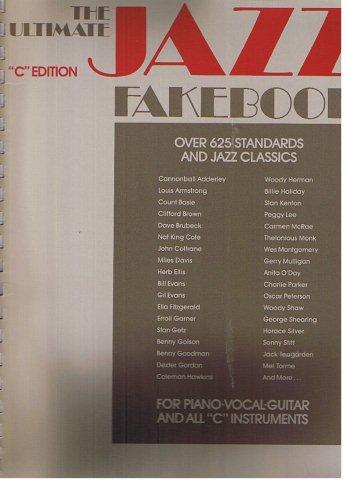 THE
ULTIMATE
JAZZ
"C" EDITION
FAKEBOOK
OVER 625 STANDARDS
AND JAZZ CLASSICS
Cannonball Adderley
Louis Armstrong
Count Basie
Clifford Brown
Dave Brubeck
Nat King Cole
John Coltrane
Miles Davis
Herb Ellis
Bill Evans
Gil Evans
Ella Fitzgerald
Erroll Garner
Stan Getz
Benny Golson
Benny Goodman
Dexter Gordon
Coleman Hawkins
Woody Herman
Billie Holiday
Stan Kenton
Peggy Lee
Carmen McRae
Thelonious Monk
Wes Montgomery
Gerry Mulligan
Anita O'Day
Charlie Parker
Oscar Peterson
Woody Shaw
George Shearing
Horace Silver
Sonny Stitt
Jack Teagarden
Mel Torme
And More . . .
FOR PIANO-VOCAL-GUITAR
AND ALL "C" INSTRUMENTS